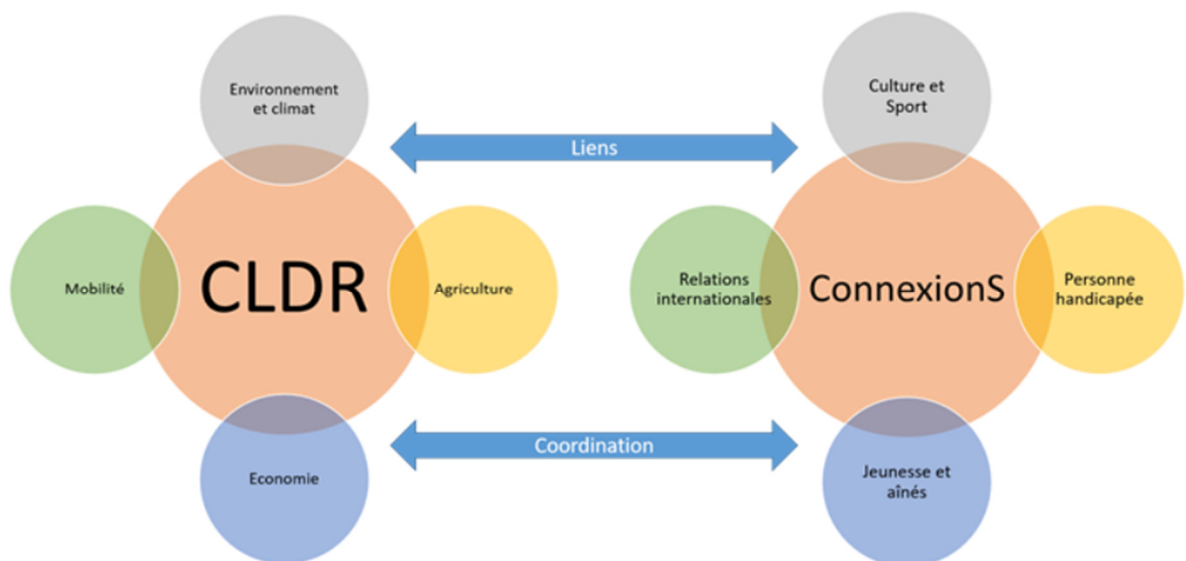 Environnement
et climat
Culture et
Sport
Liens
Mobilité
CLDR
Agriculture
Relations
internationales
ConnexionS
Personne
handicapée
Coordination
Economie
Jeunesse et
aînés